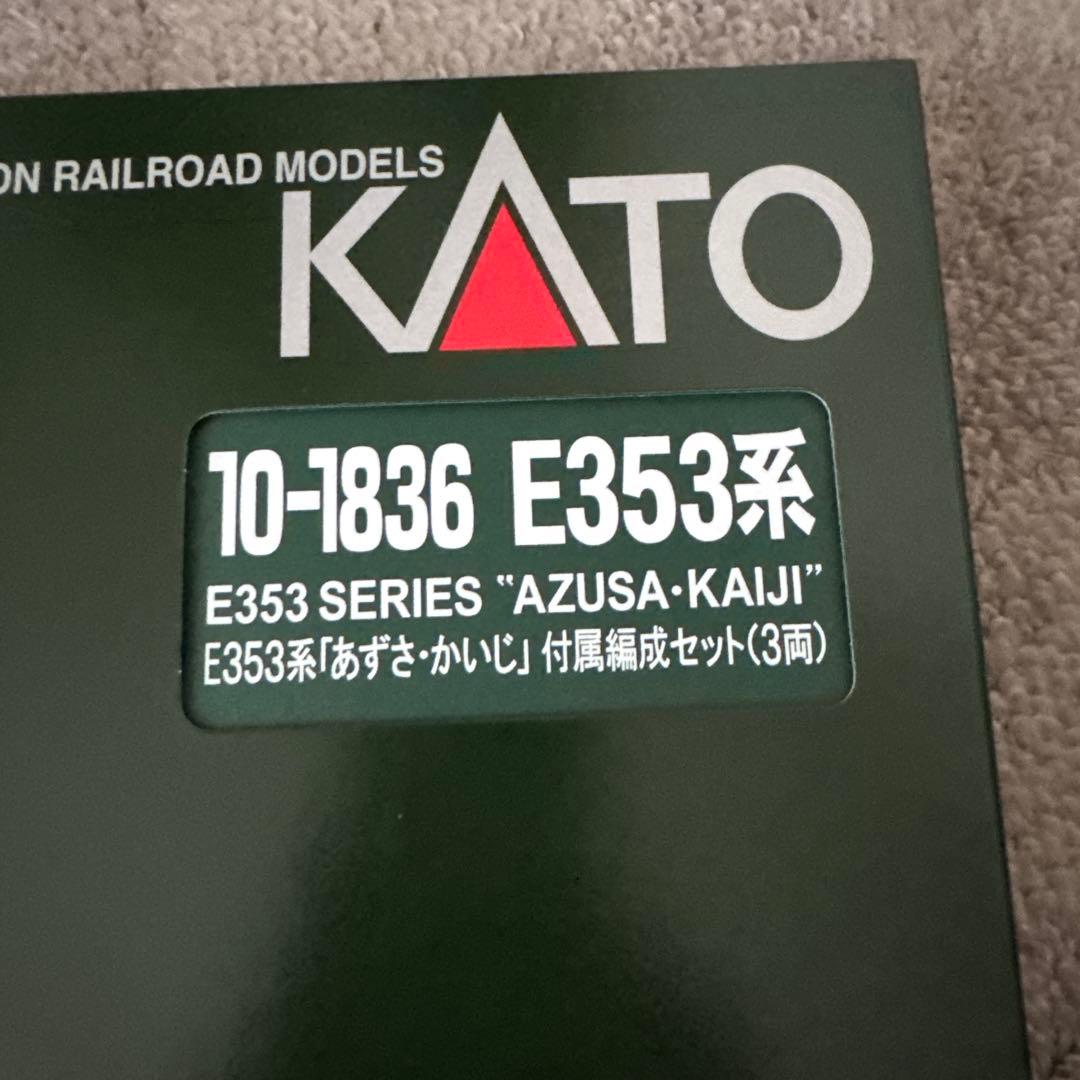 ON RAILROAD MODELS
KATO
10-1836 E353系
E353 SERIES "AZUSA・KAIJI"
E353系「あずさ・かいじ」付属編成セット(3両)